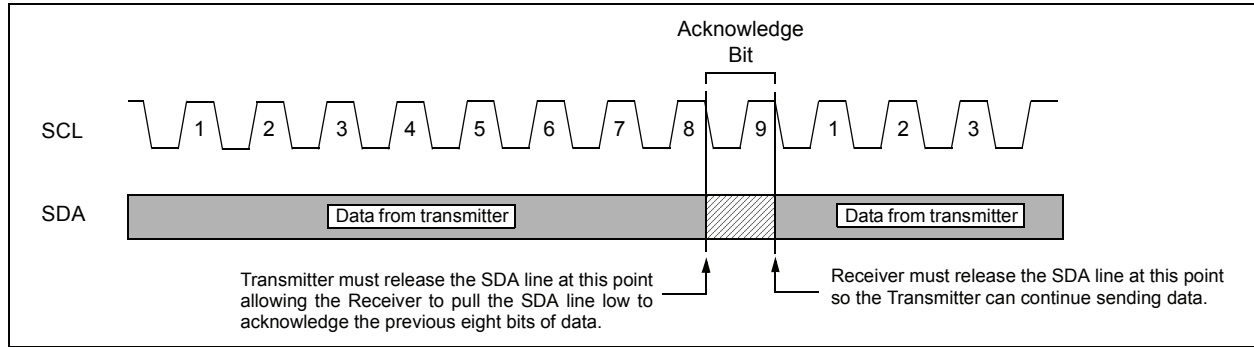 Acknowledge
Bit
SCL
1 2 3 4 5 6 7 8 9 1 2 3
SDA
Data from transmitter
Data from transmitter
Transmitter must release the SDA line at this point
allowing the Receiver to pull the SDA line low to
acknowledge the previous eight bits of data.
Receiver must release the SDA line at this point
so the Transmitter can continue sending data.